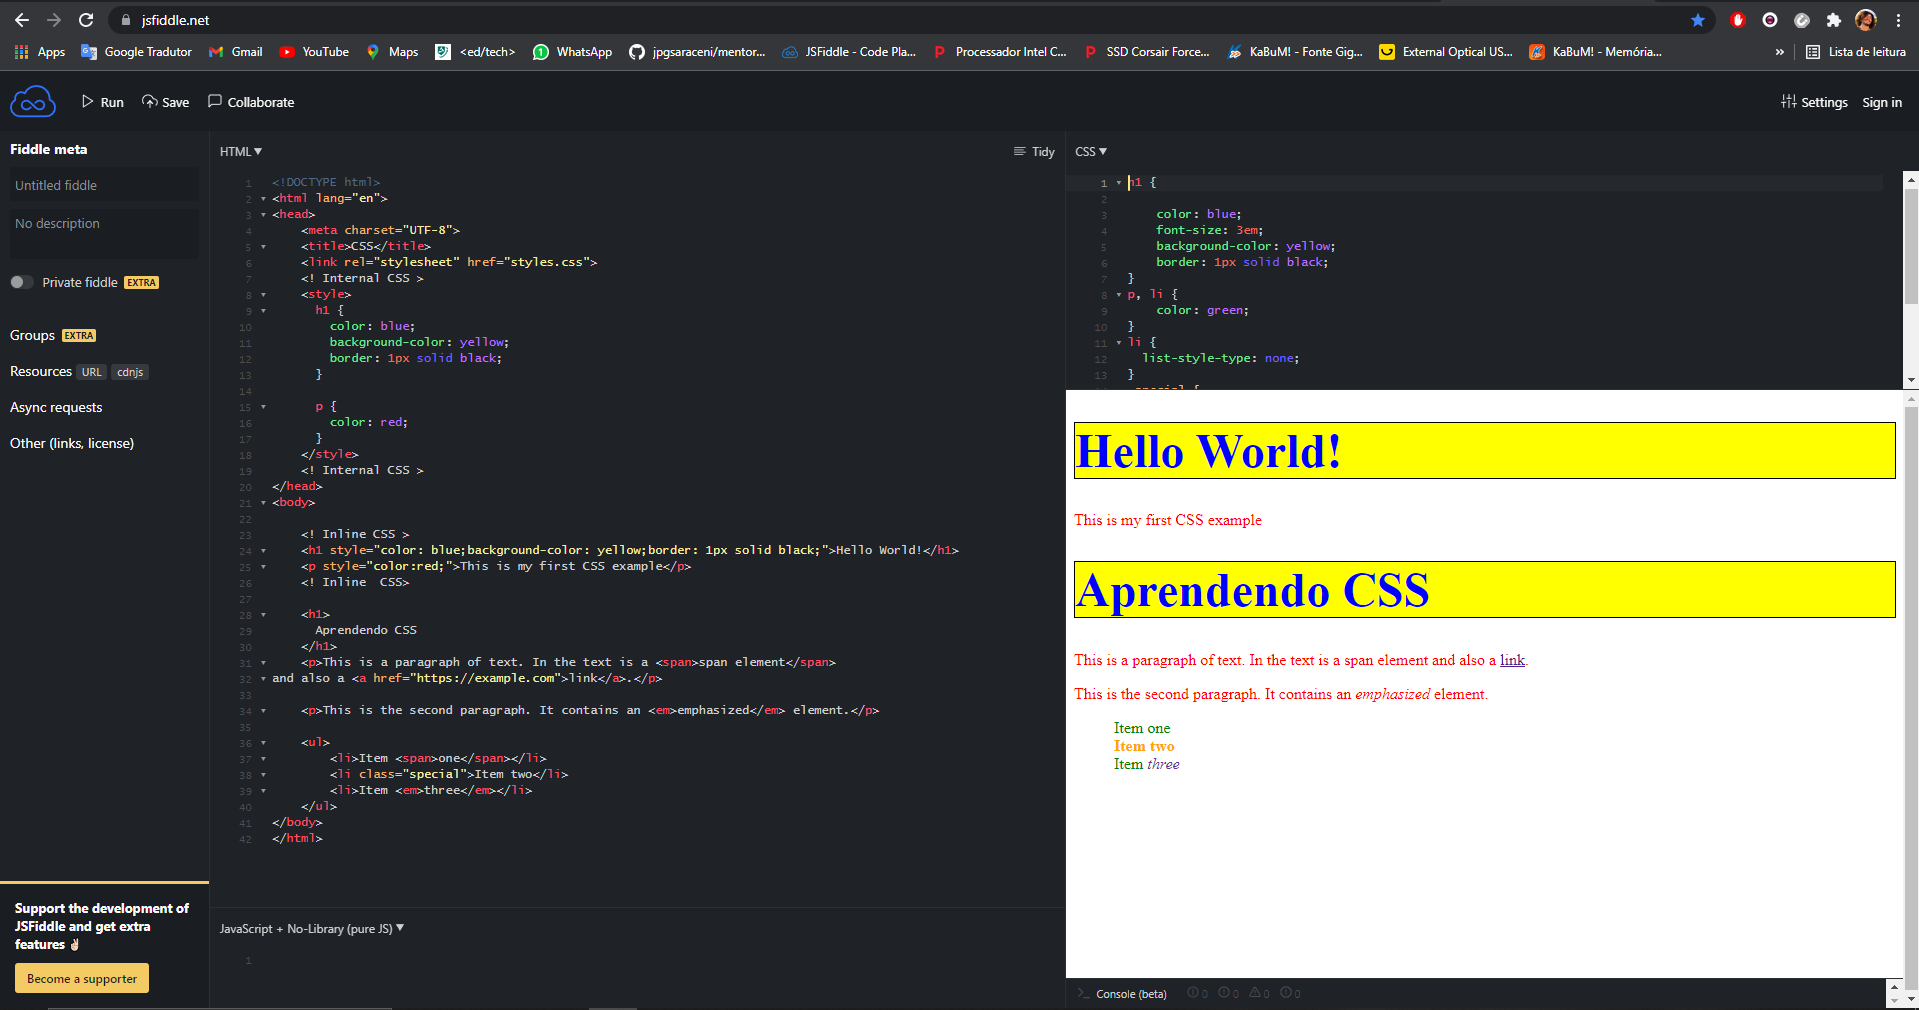 jsfiddle.net
Apps Google Tradutor Gmail YouTube Maps <ed/tech> WhatsApp jpgsaraceni/mentor... JSFiddle - Code Pla... Processador Intel C... SSD Corsair Force... KaBuM! - Fonte Gig... External Optical US... KaBuM! - Memória... » Lista de leitura
Run Save Collaborate Settings Sign in
Fiddle meta
Untitled fiddle
No description
Private fiddle EXTRA
Groups EXTRA
Resources URL cdnjs
Async requests
Other (links, license)
Support the development of
JSFiddle and get extra
features
Become a supporter
HTML▼ Tidy
1 <!DOCTYPE html>
2 <html lang="en">
3 <head>
4 <meta charset="UTF-8">
5 <title>CSS</title>
6 <link rel="stylesheet" href="styles.css">
7 <! Internal CSS >
8 <style>
9 h1 {
10 color: blue;
11 background-color: yellow;
12 border: 1px solid black;
13 }
14
15 p {
16 color: red;
17 }
18 </style>
19 <! Internal CSS >
20 </head>
21 <body>
22
23 <! Inline CSS >
24 <h1 style="color: blue;background-color: yellow;border: 1px solid black;">Hello World!</h1>
25 <p style="color:red;">This is my first CSS example</p>
26 <! Inline  CSS>
27
28 <h1>
29 Aprendendo CSS
30 </h1>
31 <p>This is a paragraph of text. In the text is a <span>span element</span>
32 and also a <a href="https://example.com">link</a>.</p>
33
34 <p>This is the second paragraph. It contains an <em>emphasized</em> element.</p>
35
36 <ul>
37 <li>Item <span>one</span></li>
38 <li class="special">Item two</li>
39 <li>Item <em>three</em></li>
40 </ul>
41 </body>
42 </html>
JavaScript + No-Library (pure JS) ▼
1
CSS▼
1 h1 {
2
3 color: blue;
4 font-size: 3em;
5 background-color: yellow;
6 border: 1px solid black;
7 }
8 p, li {
9 color: green;
10 }
11 li {
12 list-style-type: none;
13 }
Hello World!
This is my first CSS example
Aprendendo CSS
This is a paragraph of text. In the text is a span element and also a link.
This is the second paragraph. It contains an emphasized element.
Item one
Item two
Item three
>_ Console (beta) 0 0 0 0